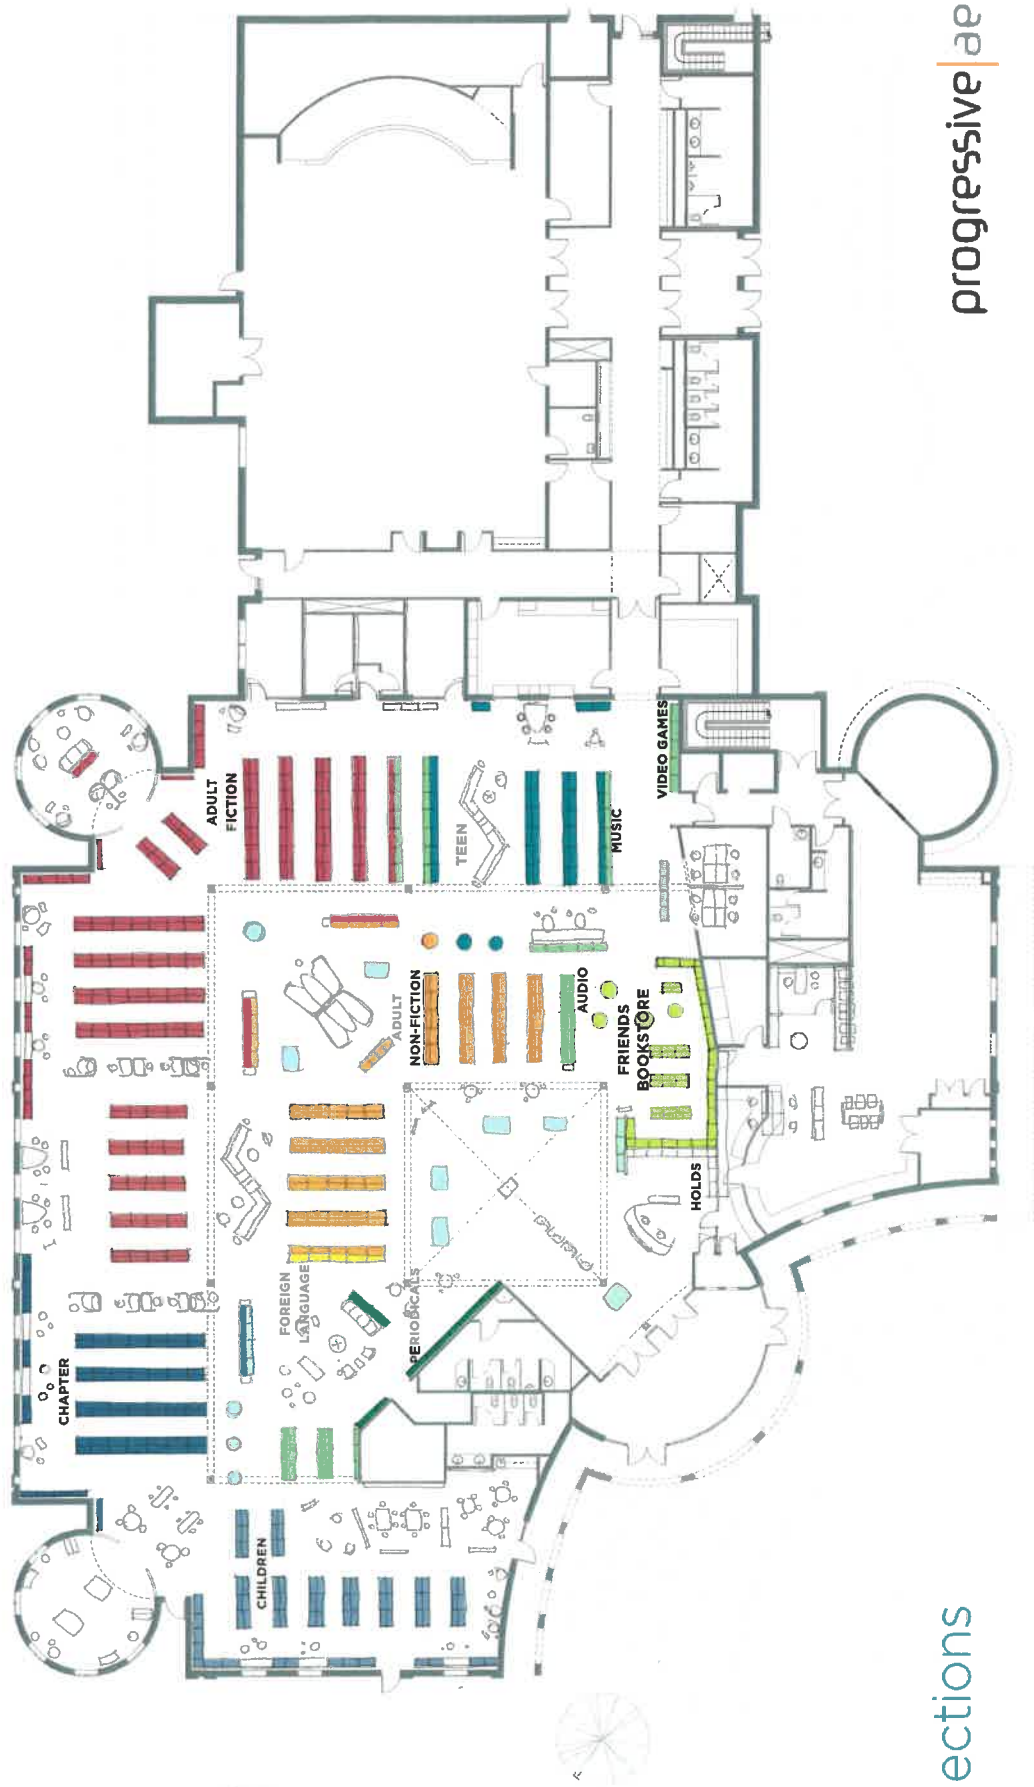 progressive|ae
ADULT
FICTION
VIDEO GAMES
TEEN
MUSIC
ADULT
NON-FICTION
AUDIO
FRIENDS
BOOKSTORE
HOLDS
FOREIGN
LANGUAGE
PERIODICALS
CHAPTER
CHILDREN
ections